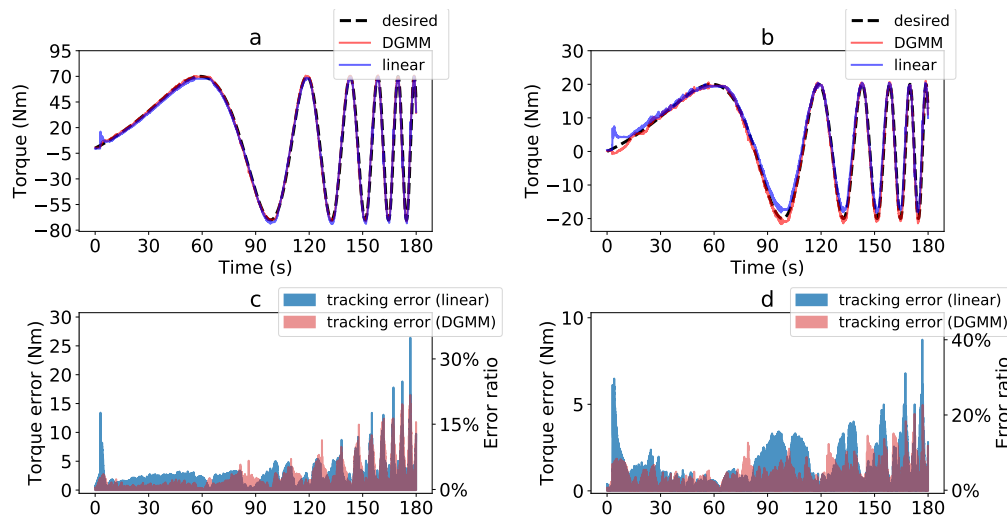 a
desired
DGMM
linear
95
70
45
20
−5
−30
−55
−80
Torque (Nm)
0 30 60 90 120 150 180
Time (s)
b
desired
DGMM
linear
30
20
10
0
−10
−20
Torque (Nm)
0 30 60 90 120 150 180
Time (s)
c
tracking error (linear)
tracking error (DGMM)
30
25
20
15
10
5
0
Torque error (Nm)
30%
15%
0%
Error ratio
0 30 60 90 120 150 180
d
tracking error (linear)
tracking error (DGMM)
10
5
0
Torque error (Nm)
40%
20%
0%
Error ratio
0 30 60 90 120 150 180